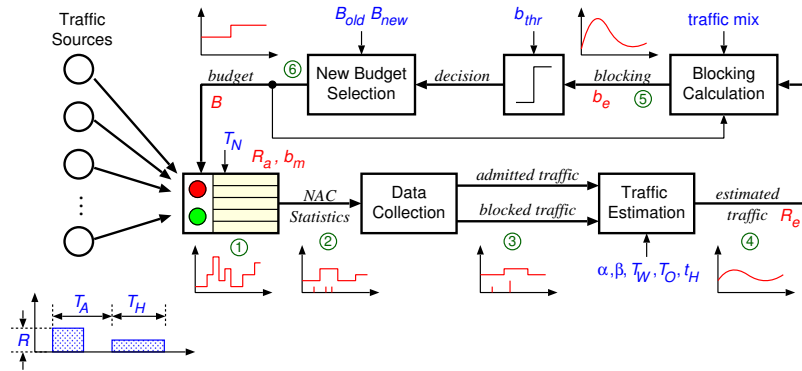 Traffic
Sources
B_old B_new
b_thr
traffic mix
budget
⑥
New Budget
Selection
decision
blocking
b_e
⑤
Blocking
Calculation
B
T_N
R_a , b_m
NAC
Statistics
Data
Collection
admitted traffic
blocked traffic
Traffic
Estimation
estimated
traffic
R_e
①
②
③
④
α,β, T_W,T_O, t_H
T_A
T_H
R